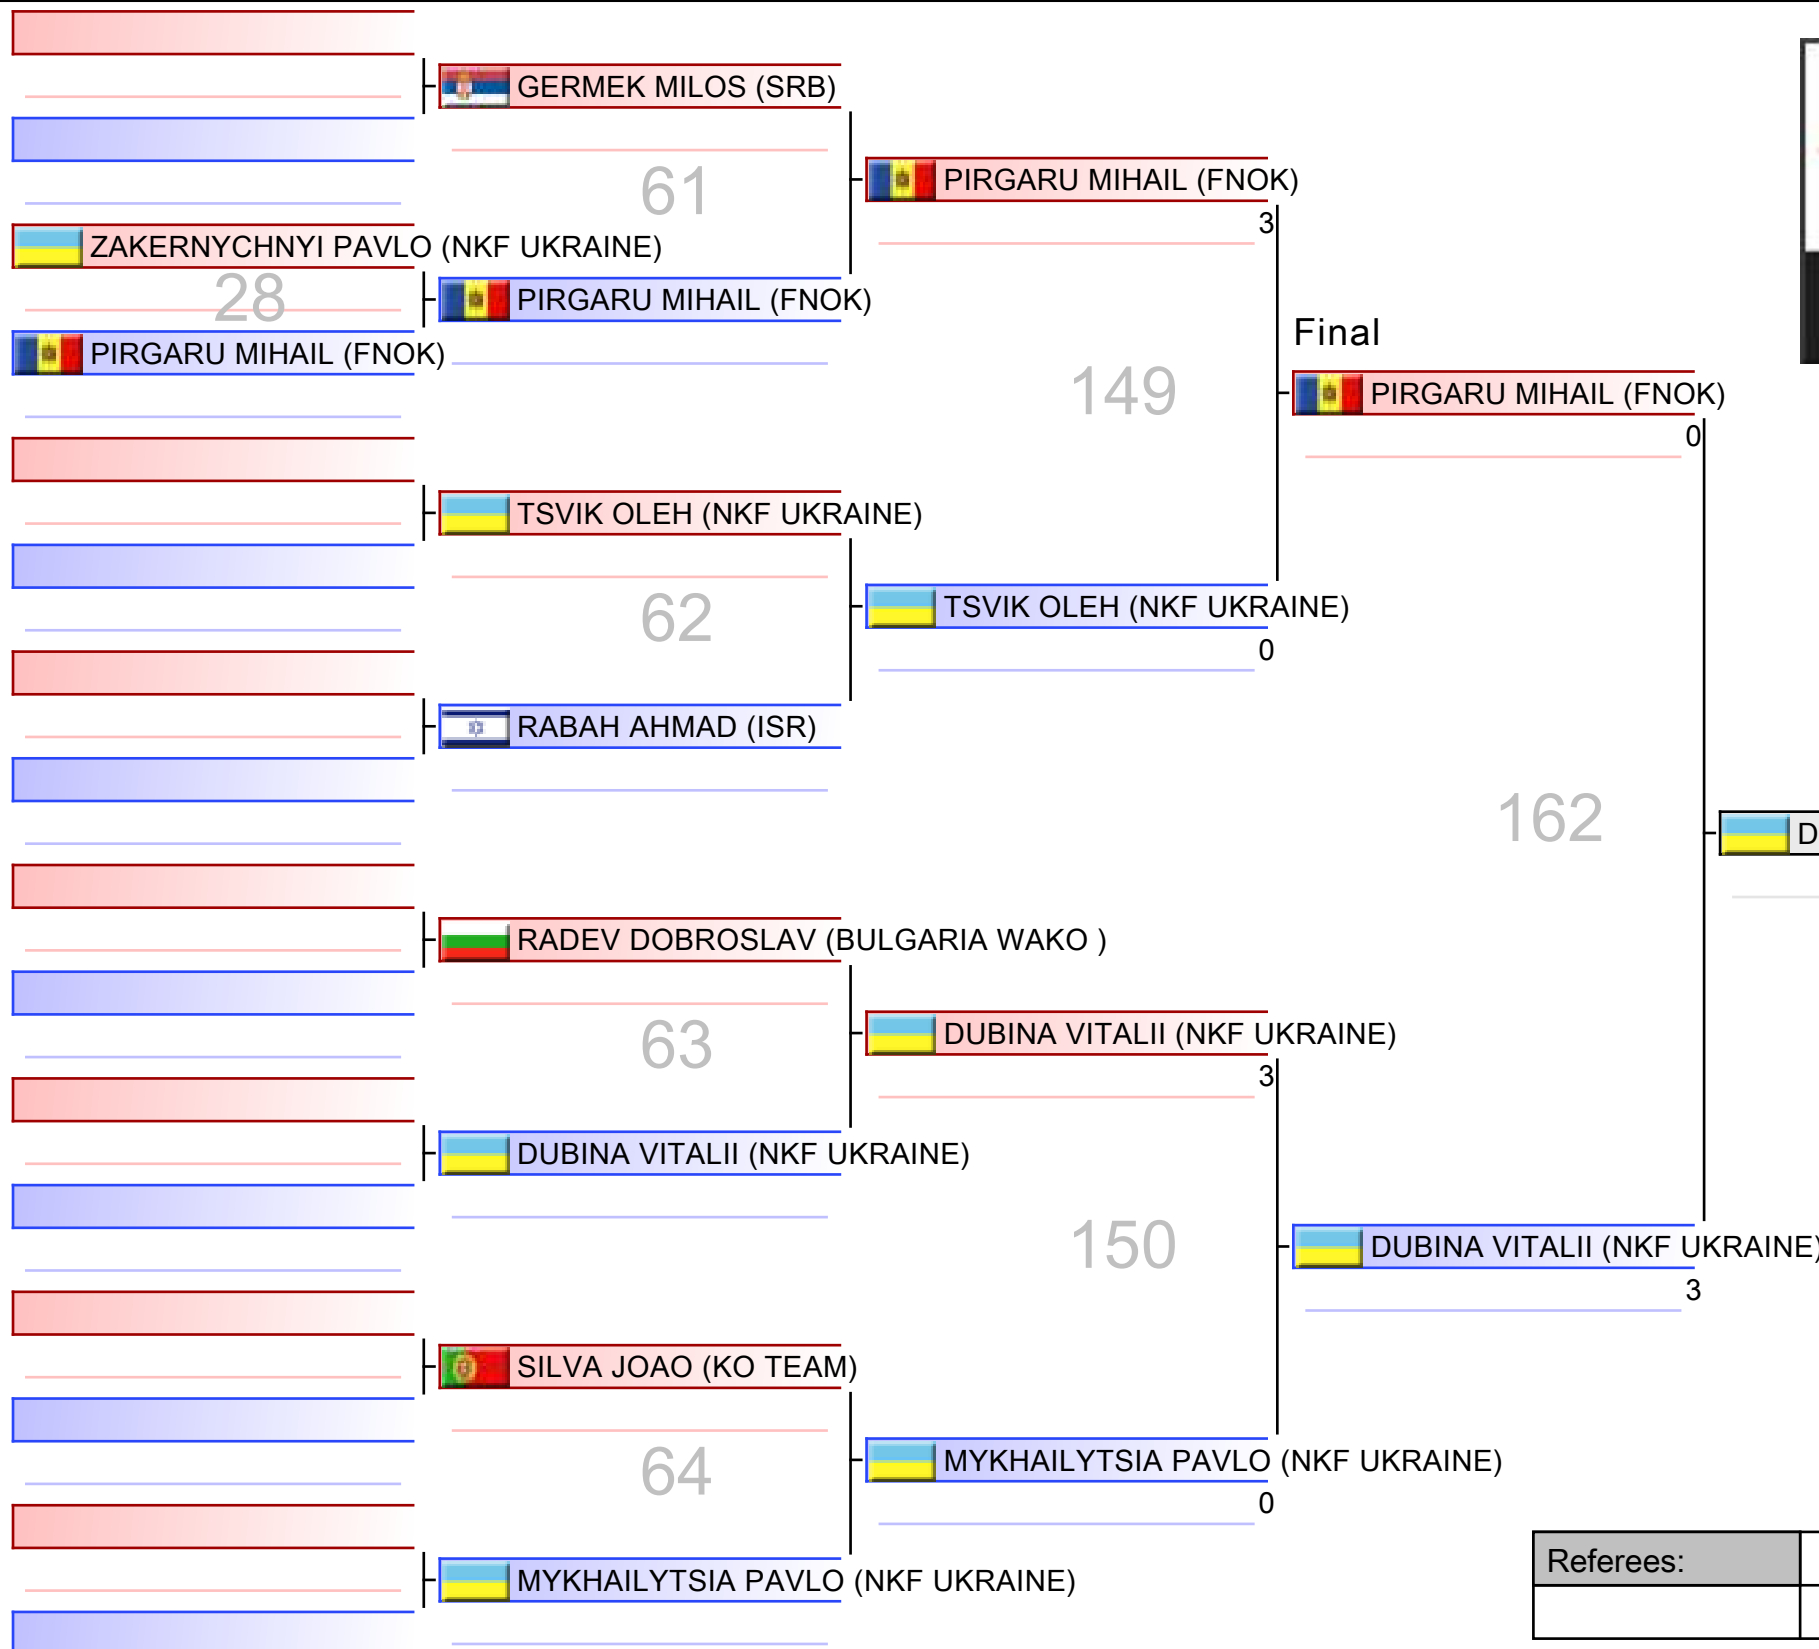 GERMEK MILOS (SRB)
61
PIRGARU MIHAIL (FNOK)
3
ZAKERNYCHNYI PAVLO (NKF UKRAINE)
28
PIRGARU MIHAIL (FNOK)
PIRGARU MIHAIL (FNOK)
Final
149
PIRGARU MIHAIL (FNOK)
0
TSVIK OLEH (NKF UKRAINE)
62
TSVIK OLEH (NKF UKRAINE)
0
RABAH AHMAD (ISR)
162
D
RADEV DOBROSLAV (BULGARIA WAKO )
63
DUBINA VITALII (NKF UKRAINE)
3
DUBINA VITALII (NKF UKRAINE)
150
DUBINA VITALII (NKF UKRAINE)
3
SILVA JOAO (KO TEAM)
64
MYKHAILYTSIA PAVLO (NKF UKRAINE)
0
MYKHAILYTSIA PAVLO (NKF UKRAINE)
Referees: